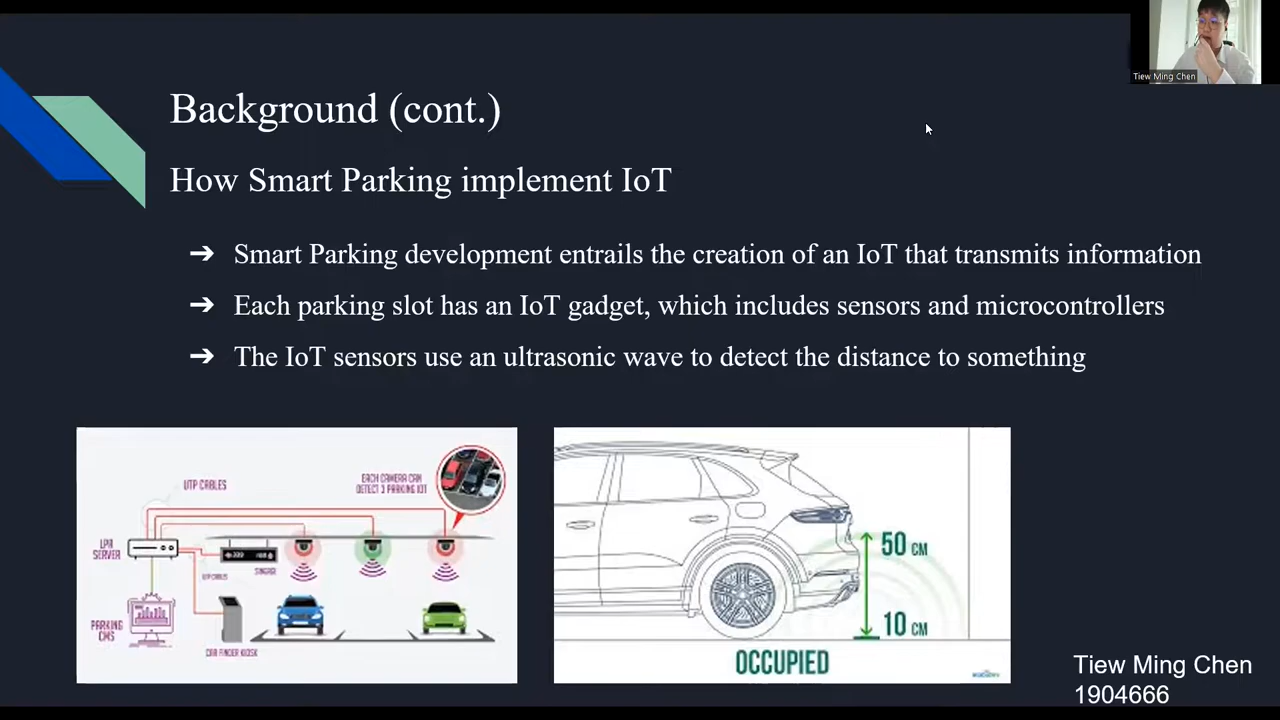 Tiew Ming Chen
Background (cont.)
How Smart Parking implement IoT
➔ Smart Parking development entrails the creation of an IoT that transmits information
➔ Each parking slot has an IoT gadget, which includes sensors and microcontrollers
➔ The IoT sensors use an ultrasonic wave to detect the distance to something
UTP CABLES
EACH CAMERA CAN
DETECT 3 PARKING LOT
LPR
SERVER
UTP CABLES
SIGNAGE
PARKING
CMS
CAR FINDER KIOSK
50 CM
10 CM
OCCUPIED
Tiew Ming Chen
1904666